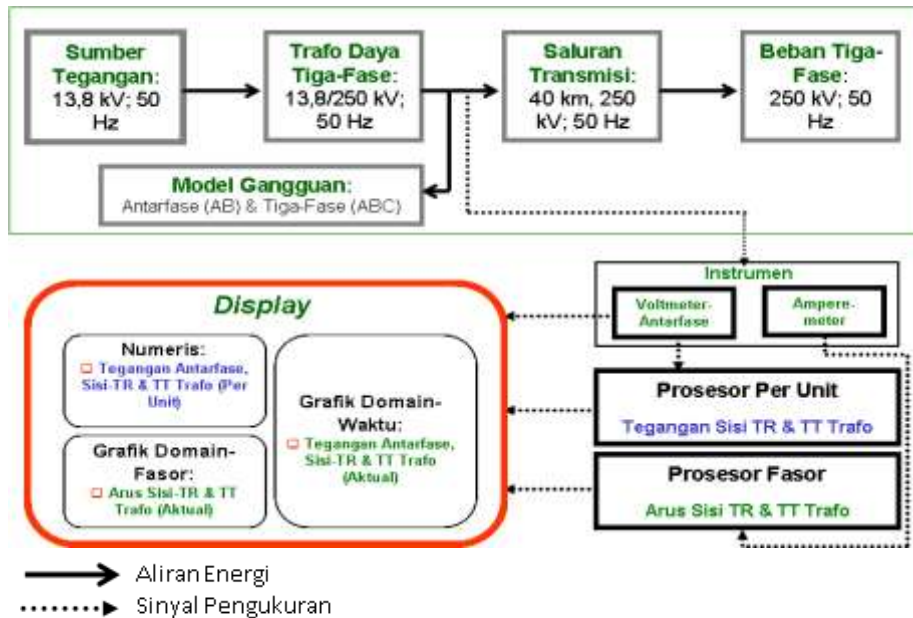 Sumber
Tegangan:
13,8 kV; 50
Hz
Trafo Daya
Tiga-Fase:
13,8/250 kV;
50 Hz
Saluran
Transmisi:
40 km, 250
kV; 50 Hz
Beban Tiga-
Fase:
250 kV; 50
Hz
Model Gangguan:
Antarfase (AB) & Tiga-Fase (ABC)
Instrumen
Voltmeter-
Antarfase
Ampere-
meter
Display
Numeris:
Tegangan Antarfase,
Sisi-TR & TT Trafo (Per
Unit)
Grafik Domain-
Fasor:
Arus Sisi-TR & TT
Trafo (Aktual)
Grafik Domain-
Waktu:
Tegangan Antarfase,
Sisi-TR & TT Trafo
(Aktual)
Prosesor Per Unit
Tegangan Sisi TR & TT Trafo
Prosesor Fasor
Arus Sisi TR & TT Trafo
Aliran Energi
Sinyal Pengukuran